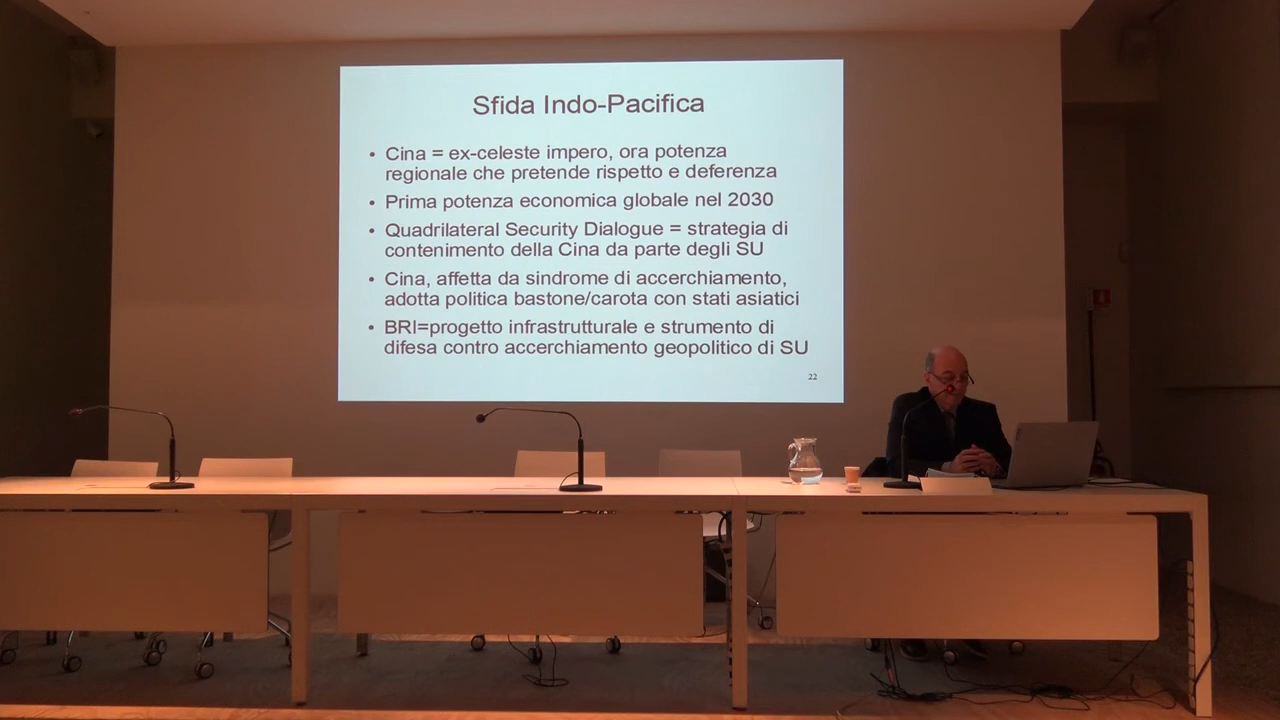 Sfida Indo-Pacifica
• Cina = ex-celeste impero, ora potenza
regionale che pretende rispetto e deferenza
• Prima potenza economica globale nel 2030
• Quadrilateral Security Dialogue = strategia di
contenimento della Cina da parte degli SU
• Cina, affetta da sindrome di accerchiamento,
adotta politica bastone/carota con stati asiatici
• BRI=progetto infrastrutturale e strumento di
difesa contro accerchiamento geopolitico di SU
22